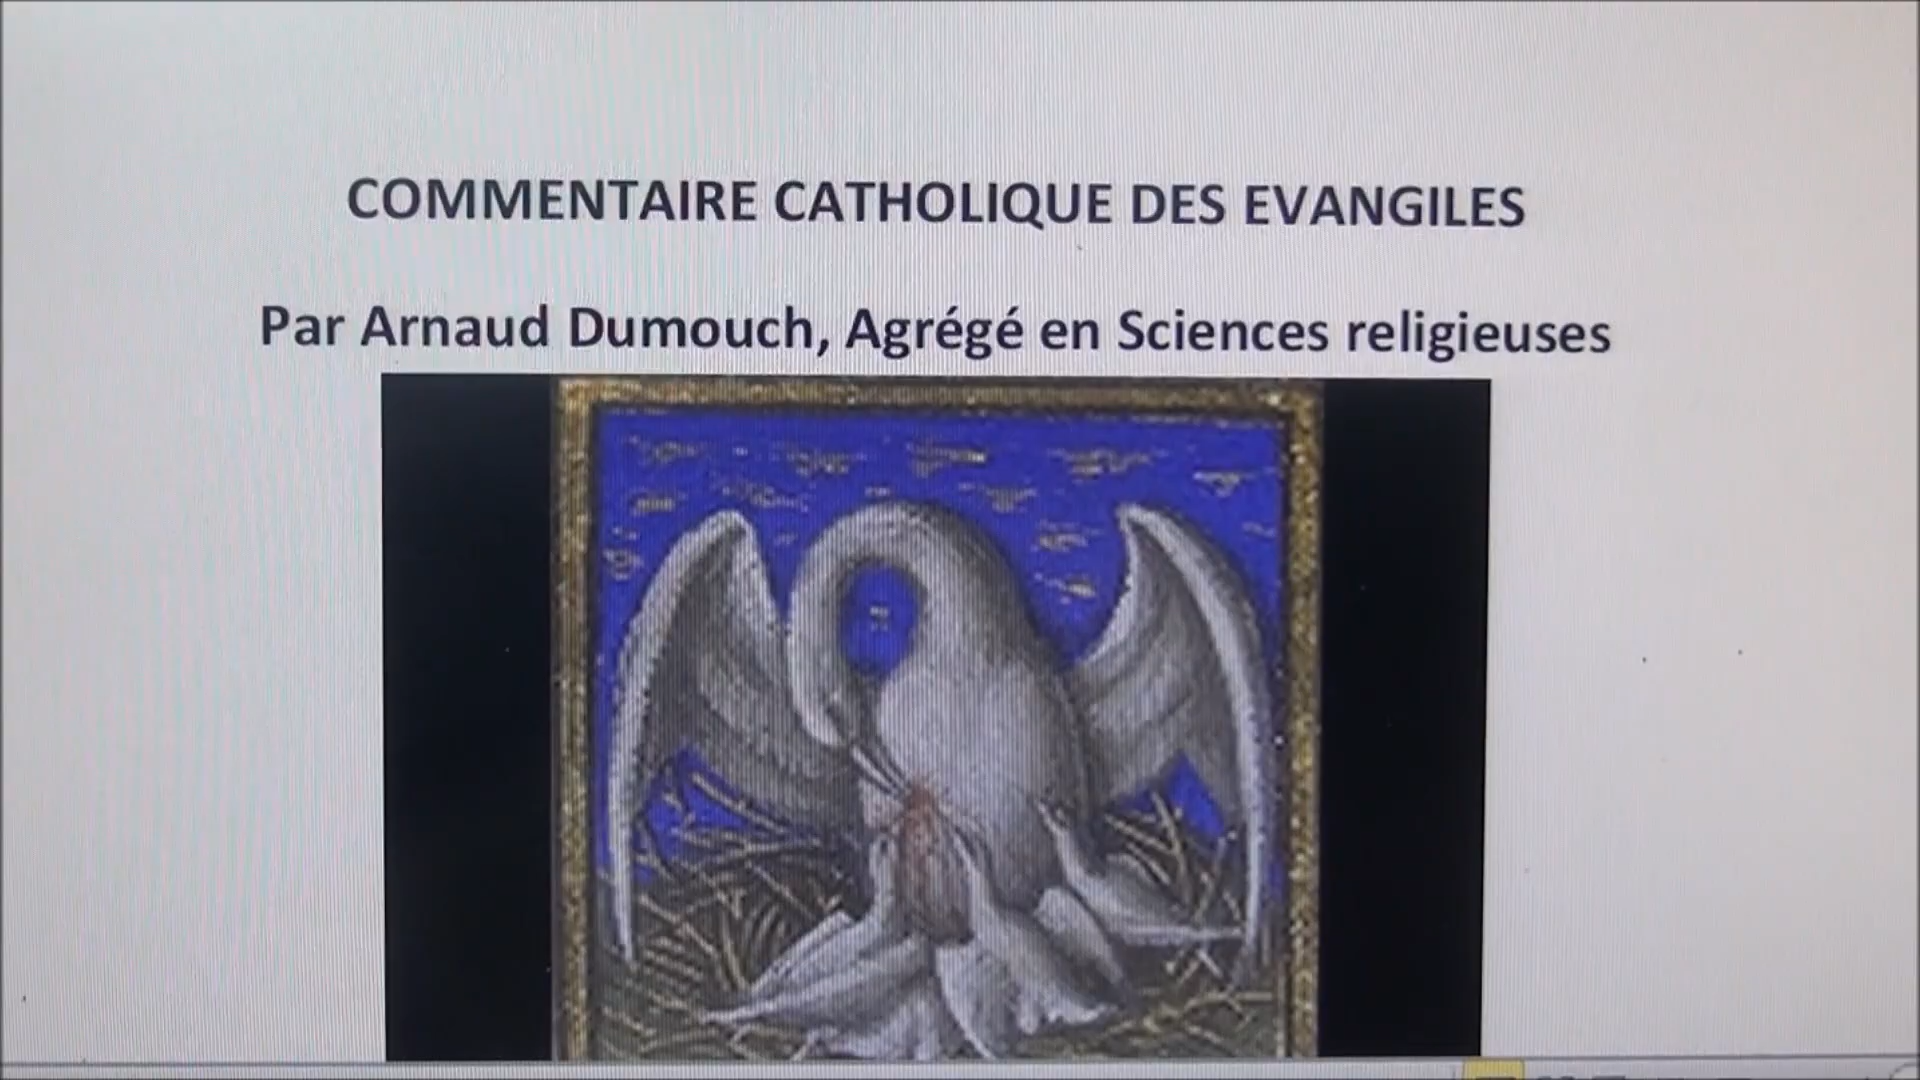 COMMENTAIRE CATHOLIQUE DES EVANGILES
Par Arnaud Dumouch, Agrégé en Sciences religieuses